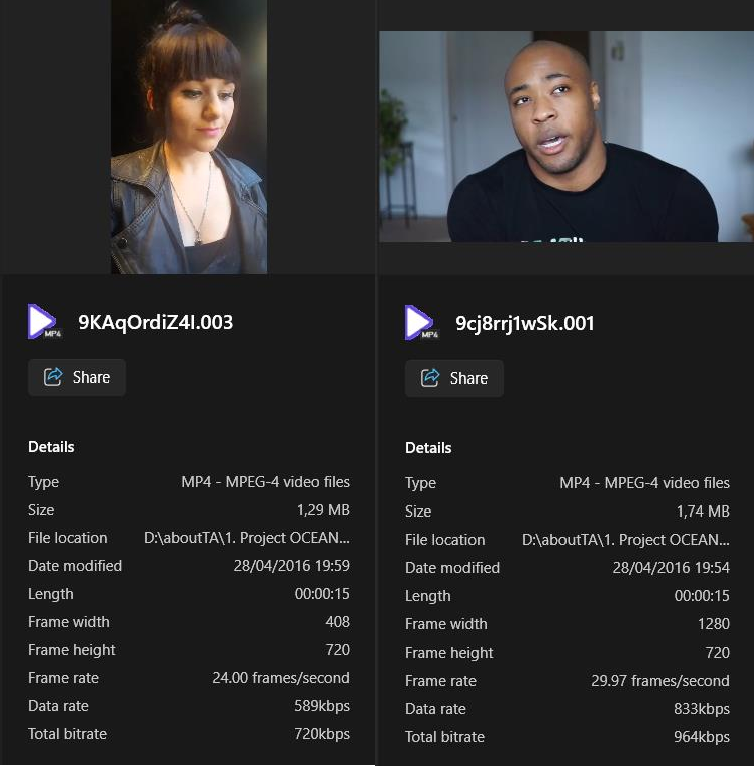 MP4
9KAqOrdiZ4I.003
Share
Details
Type MP4 - MPEG-4 video files
Size 1,29 MB
File location D:\aboutTA\1. Project OCEAN...
Date modified 28/04/2016 19:59
Length 00:00:15
Frame width 408
Frame height 720
Frame rate 24.00 frames/second
Data rate 589kbps
Total bitrate 720kbps
MP4
9cj8rrj1wSk.001
Share
Details
Type MP4 - MPEG-4 video files
Size 1,74 MB
File location D:\aboutTA\1. Project OCEAN...
Date modified 28/04/2016 19:54
Length 00:00:15
Frame width 1280
Frame height 720
Frame rate 29.97 frames/second
Data rate 833kbps
Total bitrate 964kbps